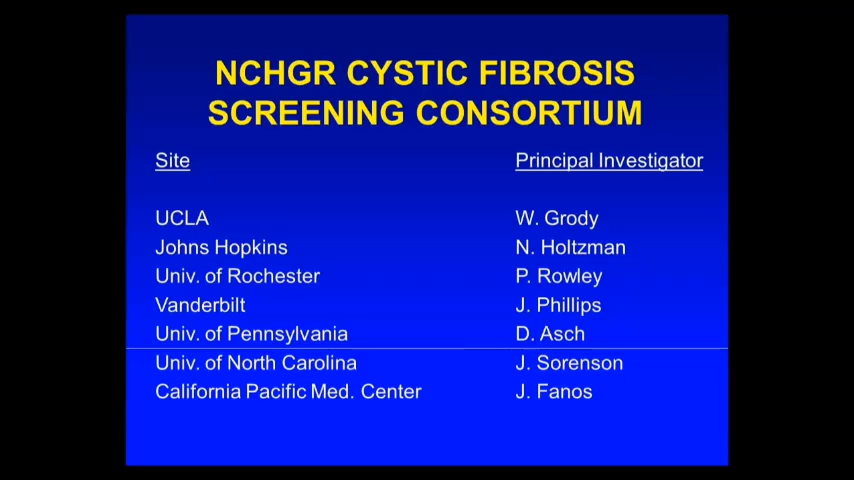 NCHGR CYSTIC FIBROSIS
SCREENING CONSORTIUM
Site Principal Investigator
UCLA W. Grody
Johns Hopkins N. Holtzman
Univ. of Rochester P. Rowley
Vanderbilt J. Phillips
Univ. of Pennsylvania D. Asch
Univ. of North Carolina J. Sorenson
California Pacific Med. Center J. Fanos